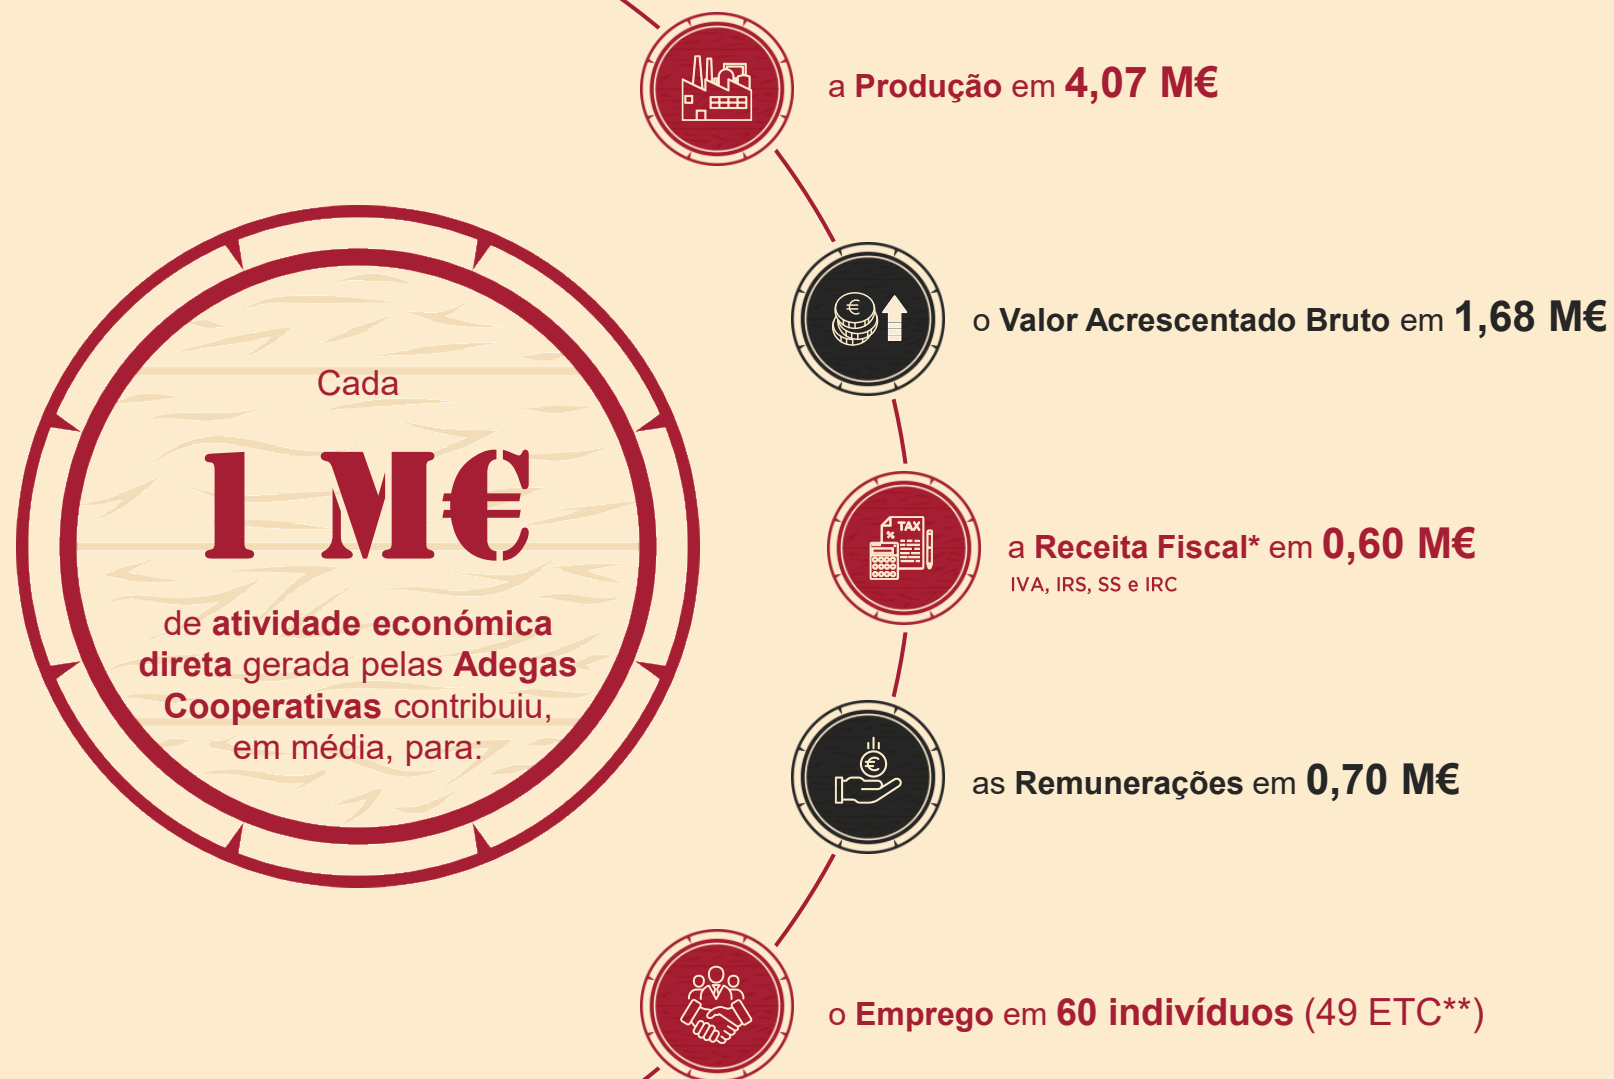 Cada
1 M€
de atividade económica
direta gerada pelas Adegas
Cooperativas contribuiu,
em média, para:
a Produção em 4,07 M€
€
o Valor Acrescentado Bruto em 1,68 M€
TAX
%
a Receita Fiscal* em 0,60 M€
IVA, IRS, SS e IRC
€
as Remunerações em 0,70 M€
o Emprego em 60 indivíduos (49 ETC**)